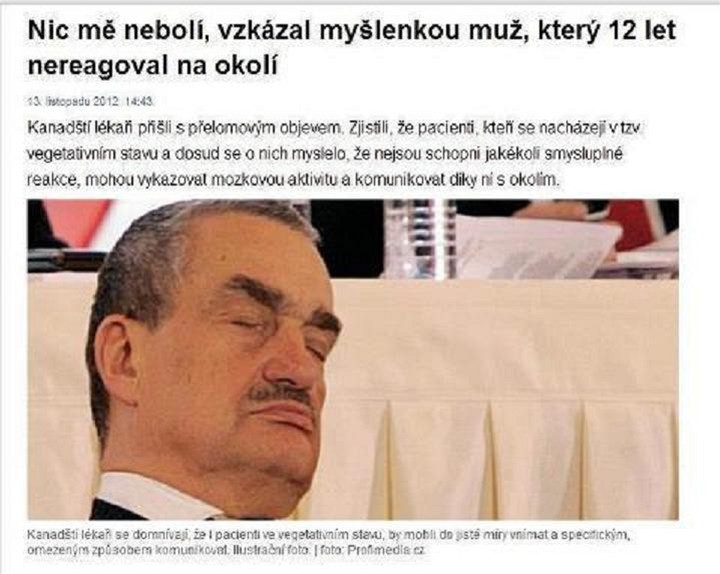 Nic mě nebolí, vzkázal myšlenkou muž, který 12 let
nereagoval na okolí
13. listopadu 2012 14:43
Kanadští lékaři přišli s přelomovým objevem. Zjistili, že pacienti, kteří se nacházejí v tzv.
vegetativním stavu a dosud se o nich myslelo, že nejsou schopni jakékoli smysluplné
reakce, mohou vykazovat mozkovou aktivitu a komunikovat díky ní s okolím.
Kanadští lékaři se domnívají, že i pacienti ve vegetativním stavu, by mohli do jisté míry vnímat a specifickým,
omezeným způsobem komunikovat. Ilustrační foto. | foto: Profimedia.cz